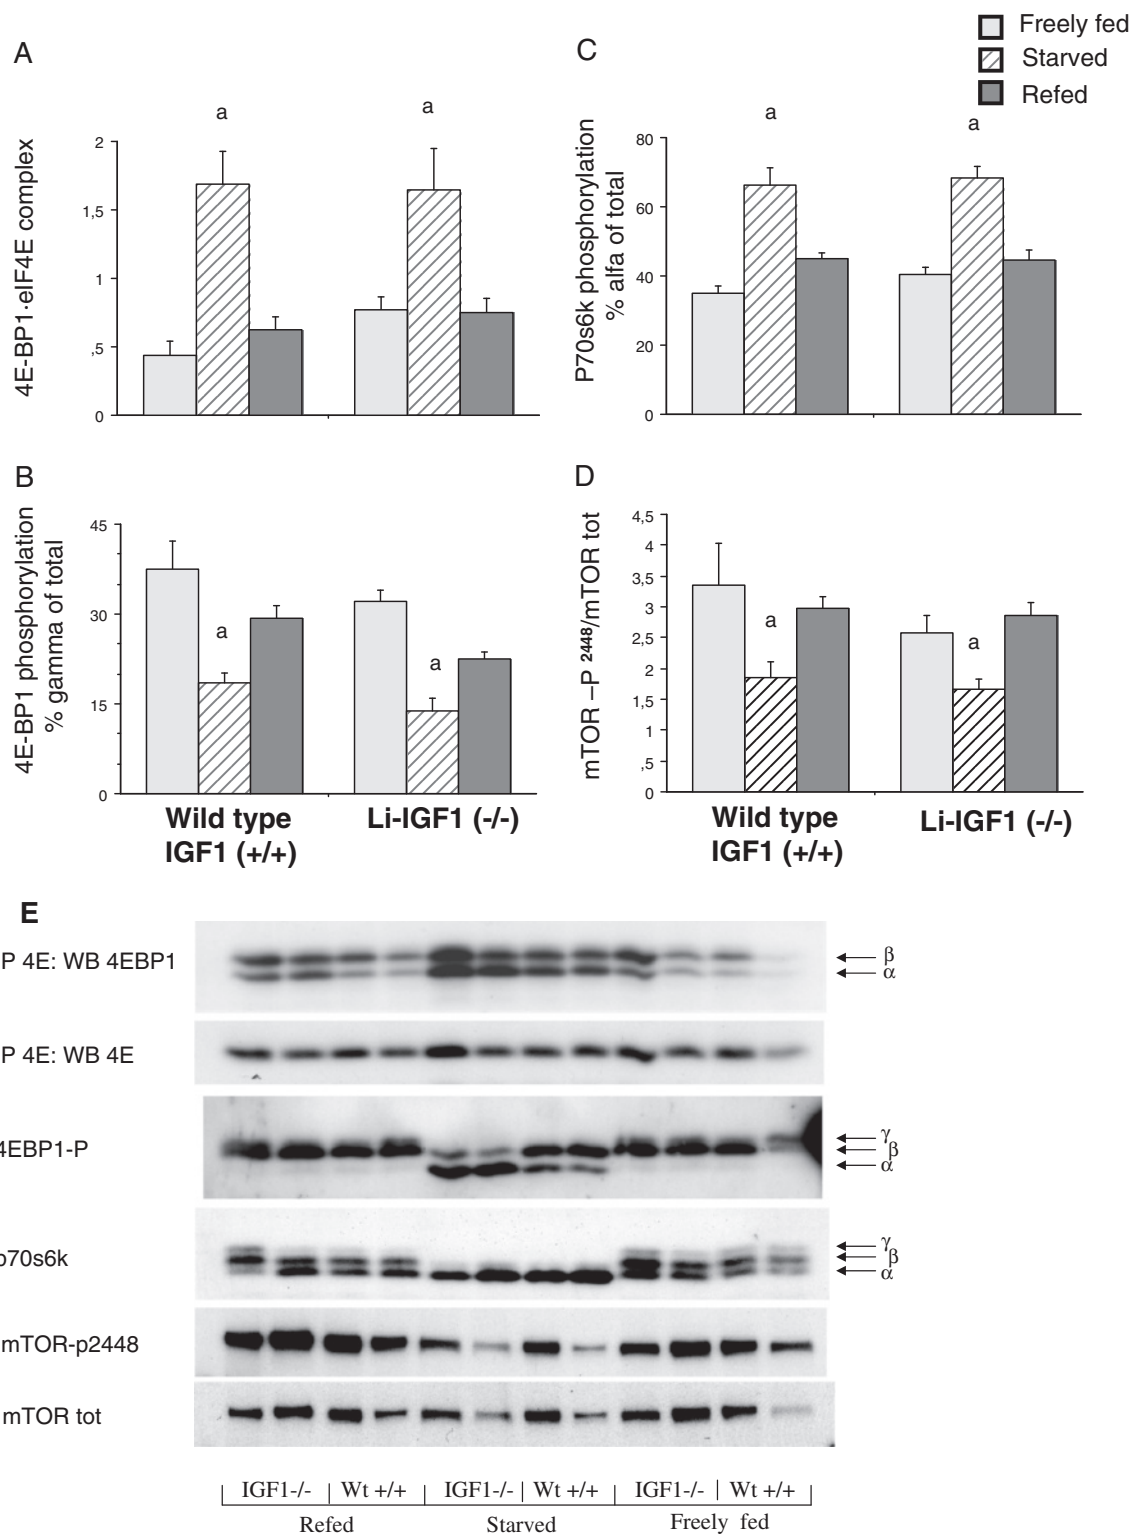 Freely fed
Starved
Refed
A
a
a
4E-BP1·eIF4E complex
2
1,5
1
,5
0
C
a
a
P70s6k phosphorylation
% alfa of total
80
60
40
20
0
B
4E-BP1 phosphorylation
% gamma of total
45
30
15
0
a
a
Wild type
IGF1 (+/+)
Li-IGF1 (-/-)
D
mTOR –P 2448/mTOR tot
4,5
4
3,5
3
2,5
2
1,5
1
,5
0
a
a
Wild type
IGF1 (+/+)
Li-IGF1 (-/-)
E
P 4E: WB 4EBP1
β
α
P 4E: WB 4E
4EBP1-P
γ
β
α
p70s6k
γ
β
α
mTOR-p2448
mTOR tot
IGF1-/- Wt +/+ IGF1-/- Wt +/+ IGF1-/- Wt +/+
Refed Starved Freely fed